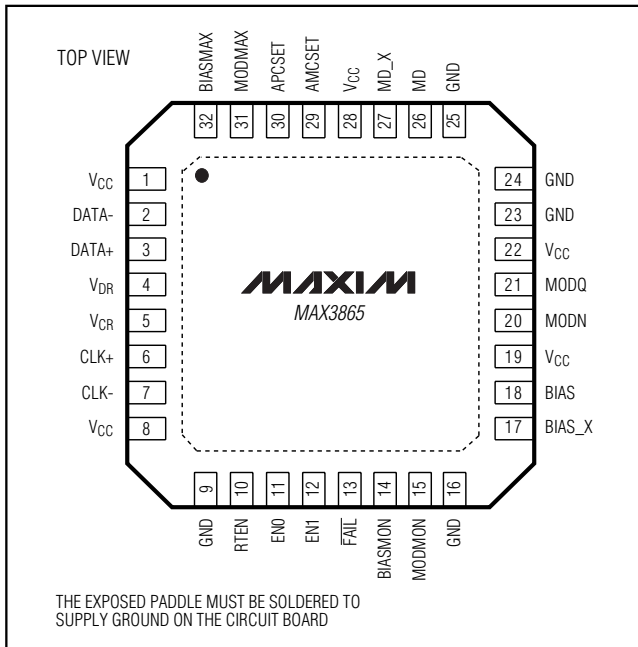 TOP VIEW
BIASMAX
MODMAX
APCSET
AMCSET
VCC
MD_X
MD
GND
32
31
30
29
28
27
26
25
VCC 1
DATA- 2
DATA+ 3
VDR 4
VCR 5
CLK+ 6
CLK- 7
VCC 8
MAXIM
MAX3865
24 GND
23 GND
22 VCC
21 MODQ
20 MODN
19 VCC
18 BIAS
17 BIAS_X
9
10
11
12
13
14
15
16
GND
RTEN
EN0
EN1
FAIL
BIASMON
MODMON
GND
THE EXPOSED PADDLE MUST BE SOLDERED TO
SUPPLY GROUND ON THE CIRCUIT BOARD